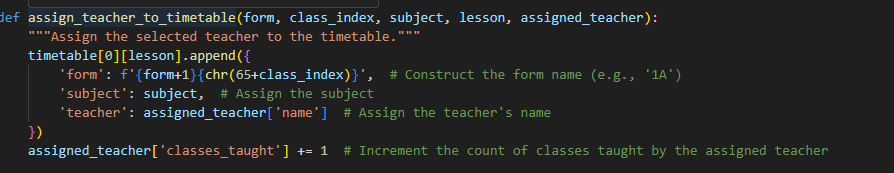 def assign_teacher_to_timetable(form, class_index, subject, lesson, assigned_teacher):
    """Assign the selected teacher to the timetable."""
    timetable[0][lesson].append({
        'form': f'{form+1}{chr(65+class_index)}',  # Construct the form name (e.g., '1A')
        'subject': subject,  # Assign the subject
        'teacher': assigned_teacher['name']  # Assign the teacher's name
    })
    assigned_teacher['classes_taught'] += 1  # Increment the count of classes taught by the assigned teacher